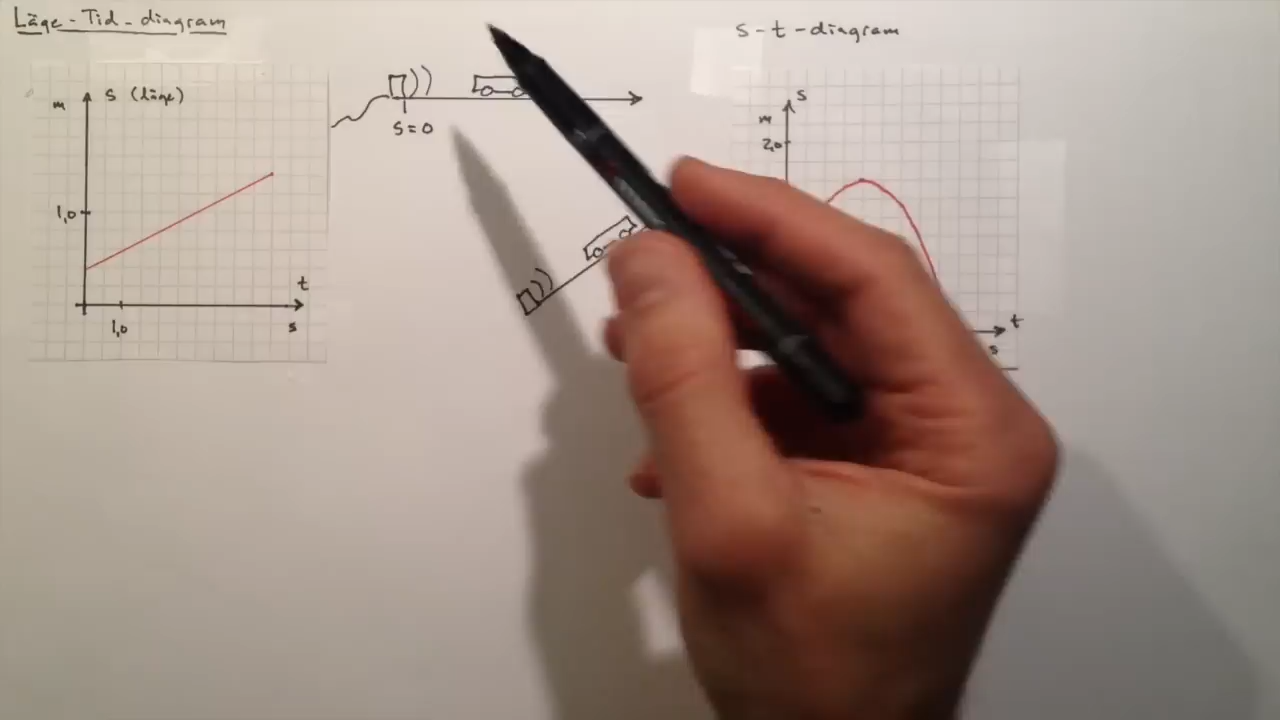 Läge-Tid-diagram
m
s (läge)
1,0
t
1,0
s
s=0
s-t-diagram
s
m
2,0
t
s